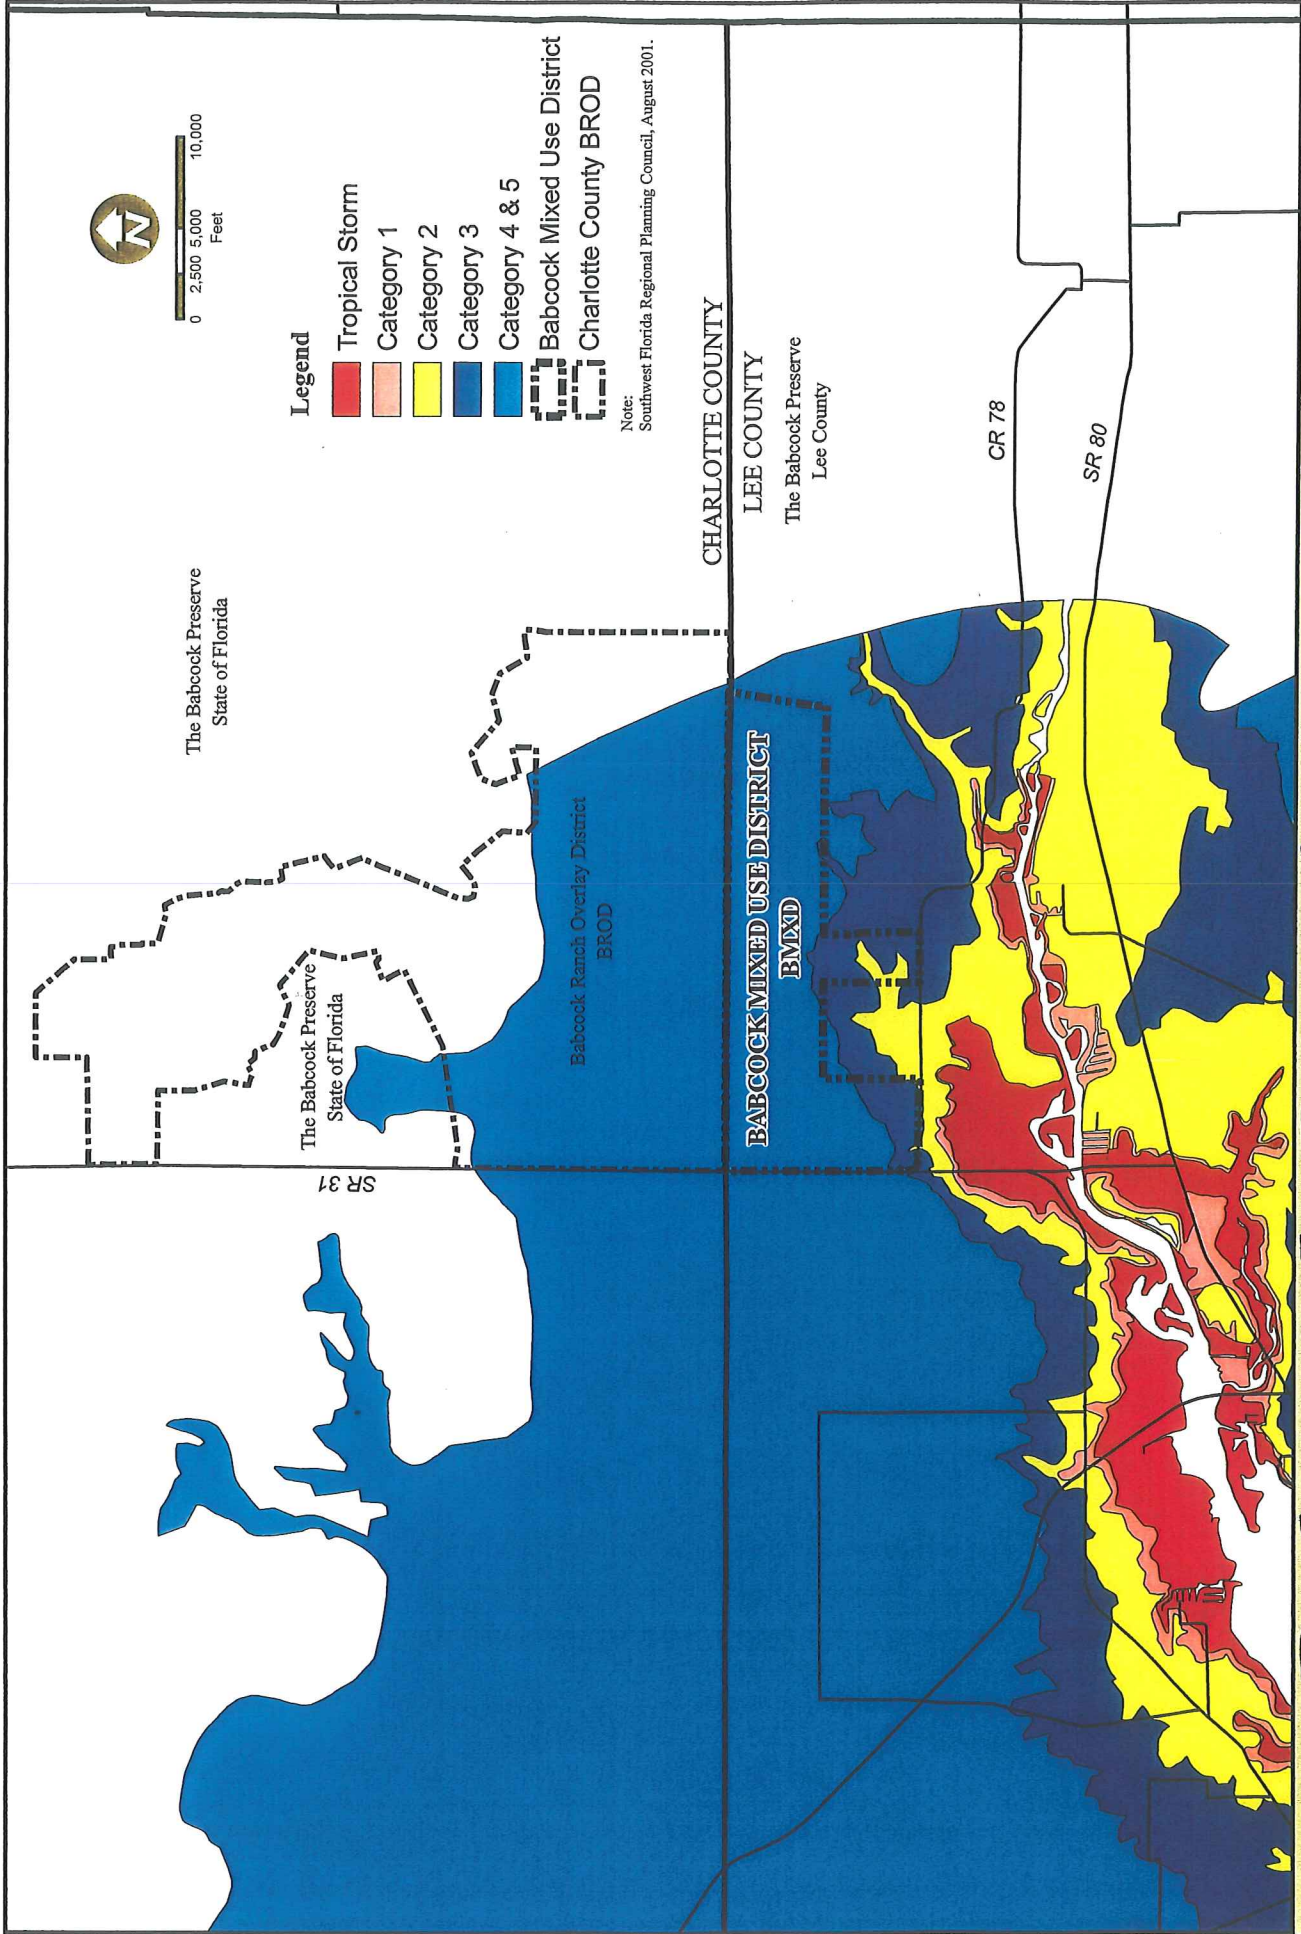 N
0 2,500 5,000 10,000
Feet
Legend
Tropical Storm
Category 1
Category 2
Category 3
Category 4 & 5
Babcock Mixed Use District
Charlotte County BROD
Note:
Southwest Florida Regional Planning Council, August 2001.
The Babcock Preserve
State of Florida
The Babcock Preserve
State of Florida
SR 31
Babcock Ranch Overlay District
BROD
CHARLOTTE COUNTY
LEE COUNTY
The Babcock Preserve
Lee County
BABCOCK MIXED USE DISTRICT
BMXD
CR 78
SR 80